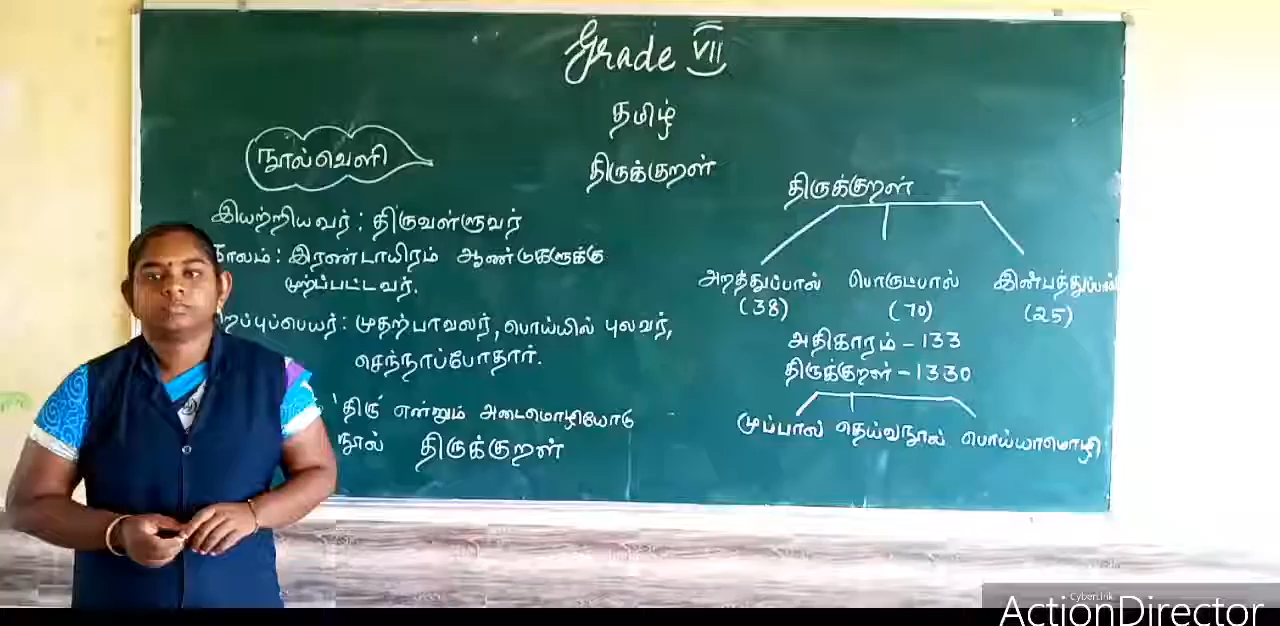 Grade VII
தமிழ்
திருக்குறள்
நூல்வெளி
இயற்றியவர் : திருவள்ளுவர்
காலம் : இரண்டாயிரம் ஆண்டுகளுக்கு
முற்பட்டவர்.
சிறப்புப்பெயர் : முதற்பாவலர், பொய்யில் புலவர்,
செந்நாப்போதார்.
'திரு' என்னும் அடைமொழியோடு
நூல் திருக்குறள்
திருக்குறள்
அறத்துப்பால் பொருட்பால் இன்பத்துப்பால்
(38) (70) (25)
அதிகாரம் - 133
திருக்குறள் - 1330
முப்பால் தெய்வநூல் பொய்யாமொழி
CyberLink
ActionDirector